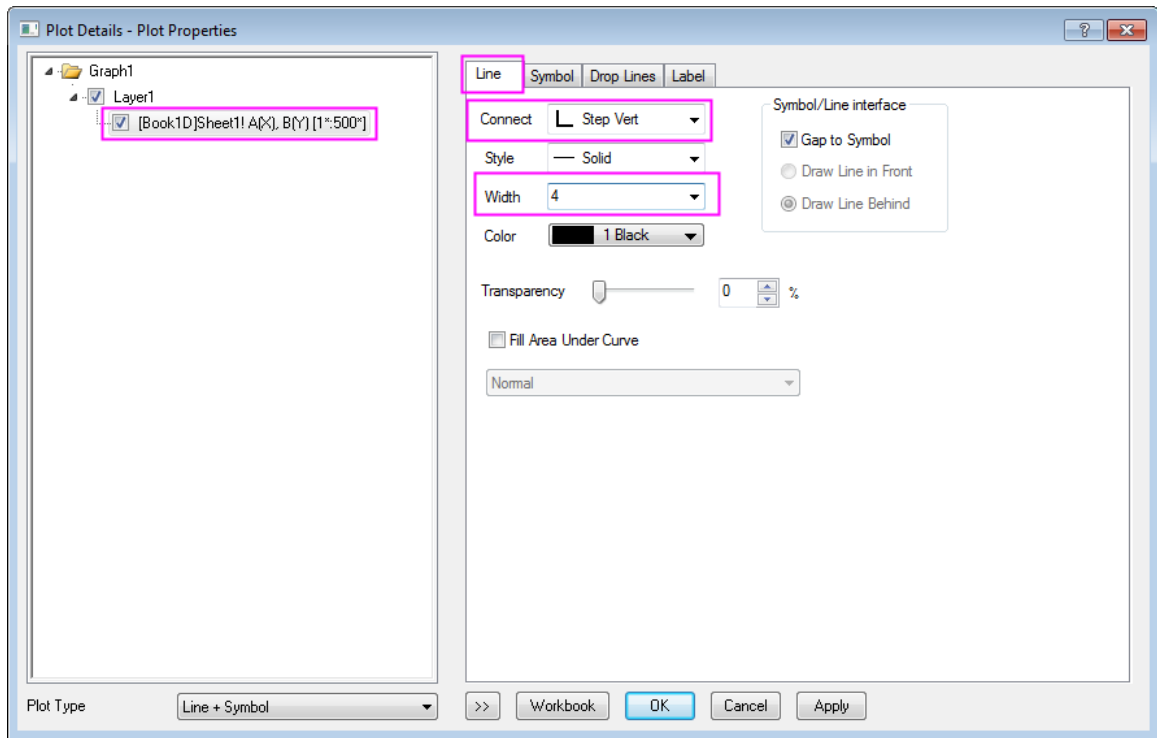 Plot Details - Plot Properties
Graph1
Layer1
[Book1D]Sheet1! A(X), B(Y) [1*:500*]
Line Symbol Drop Lines Label
Connect Step Vert
Style Solid
Width 4
Color 1 Black
Symbol/Line interface
Gap to Symbol
Draw Line in Front
Draw Line Behind
Transparency 0 %
Fill Area Under Curve
Normal
Plot Type Line + Symbol >> Workbook OK Cancel Apply